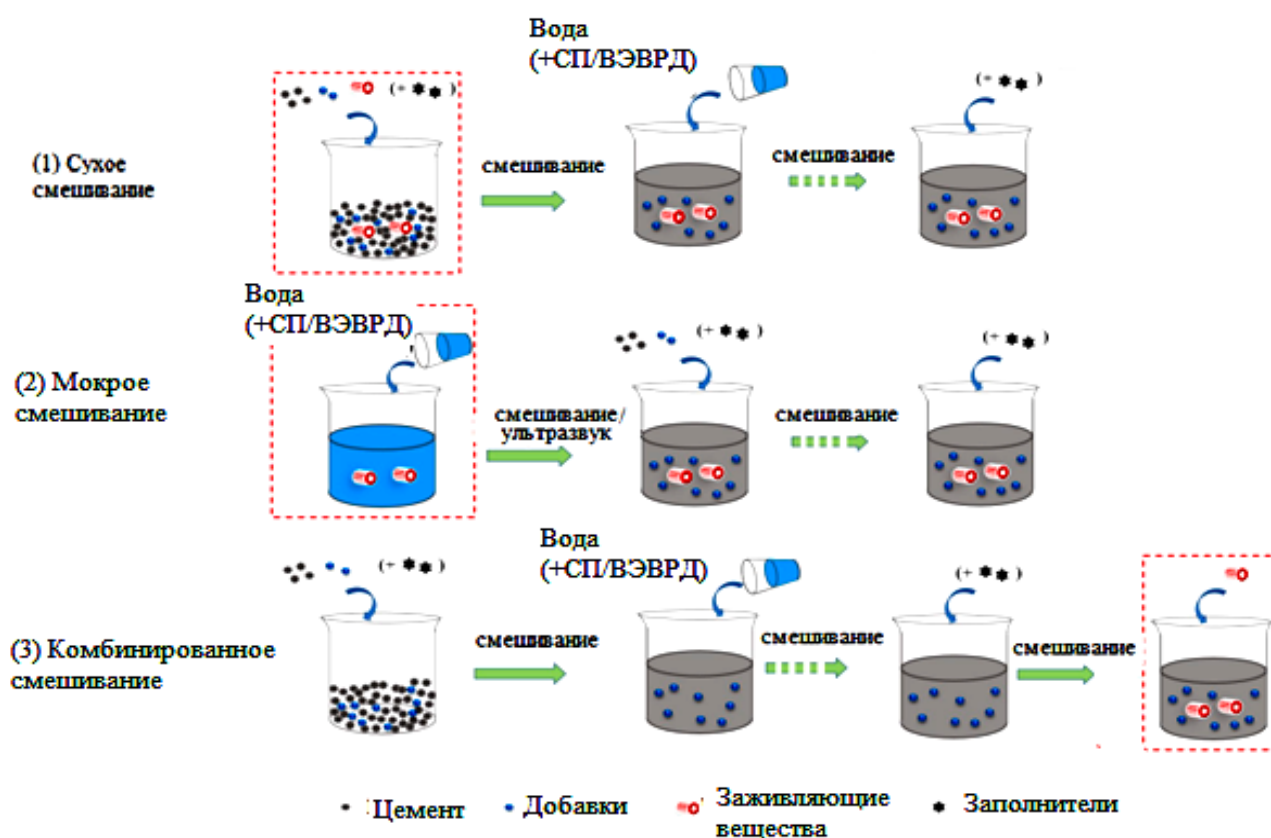 Вода
(+СП/ВЭВРД)
(+ )
(+ )
(1) Сухое
смешивание
смешивание
смешивание
Вода
(+СП/ВЭВРД)
(+ )
(+ )
(2) Мокрое
смешивание
смешивание/
ультразвук
смешивание
Вода
(+СП/ВЭВРД)
(+ )
(+ )
(3) Комбинированное
смешивание
смешивание
смешивание
смешивание
Цемент
Добавки
Заживляющие
вещества
Заполнители